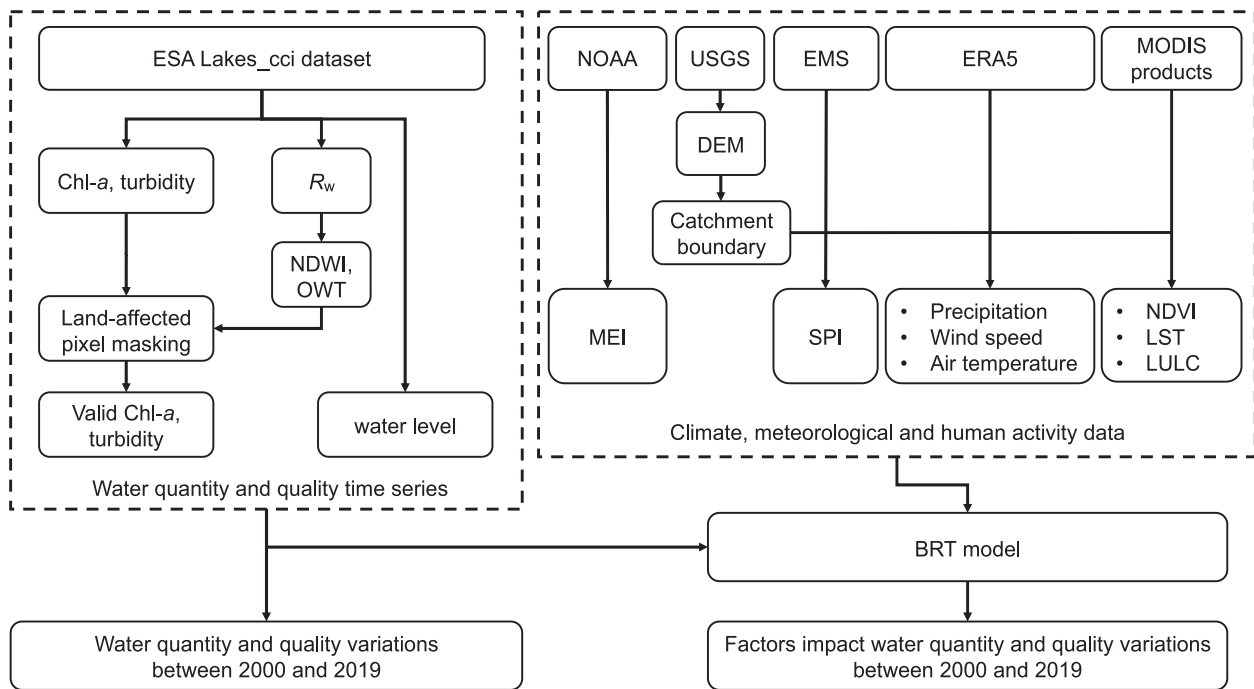 ESA Lakes_cci dataset
Chl-a, turbidity
Rw
NDWI,
OWT
Land-affected
pixel masking
Valid Chl-a,
turbidity
water level
Water quantity and quality time series
NOAA
USGS
EMS
ERA5
MODIS
products
DEM
Catchment
boundary
MEI
SPI
• Precipitation
• Wind speed
• Air temperature
• NDVI
• LST
• LULC
Climate, meteorological and human activity data
BRT model
Water quantity and quality variations
between 2000 and 2019
Factors impact water quantity and quality variations
between 2000 and 2019